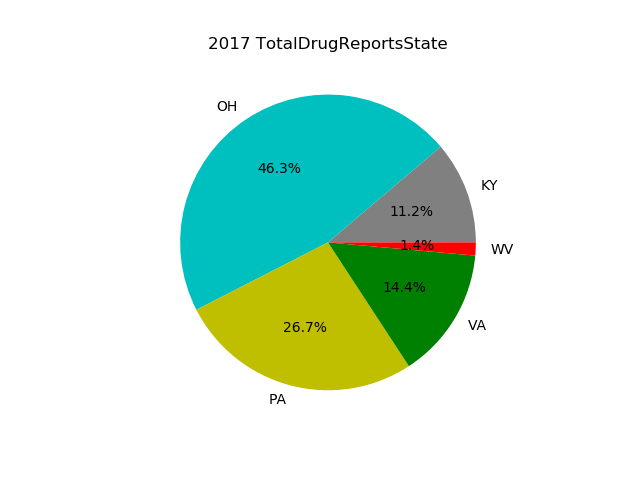 2017 TotalDrugReportsState
OH
46.3%
KY
11.2%
1.4%
WV
14.4%
VA
26.7%
PA